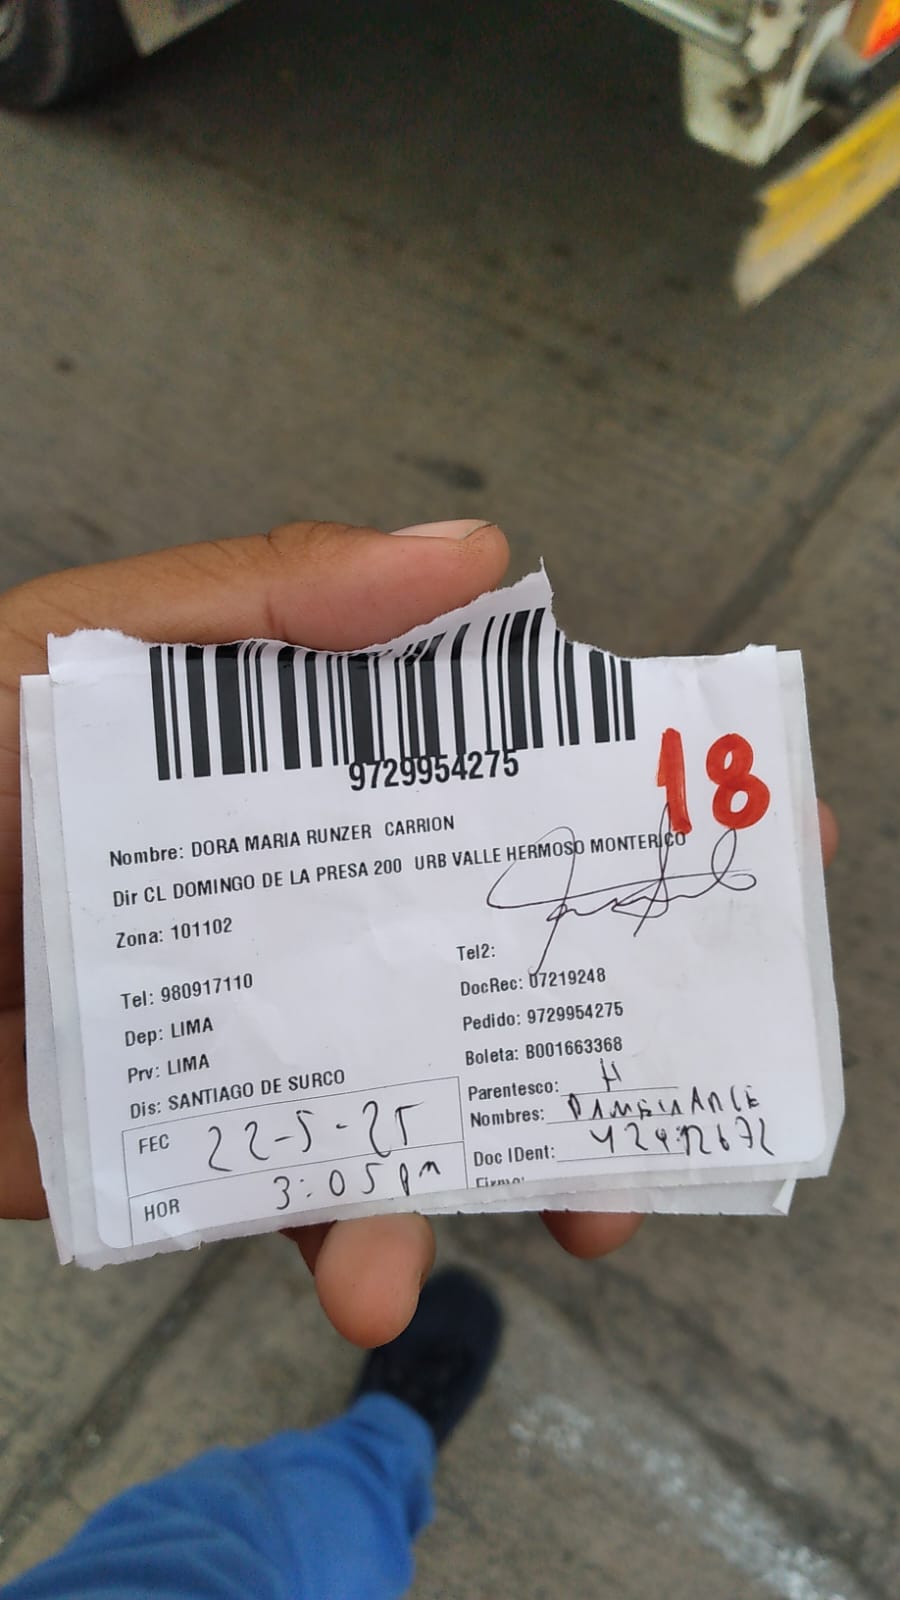 9729954275
18
Nombre: DORA MARIA RUNZER CARRION
Dir CL DOMINGO DE LA PRESA 200 URB VALLE HERMOSO MONTERICO
Zona: 101102
Tel2:
Tel: 980917110
DocRec: 07219248
Dep: LIMA
Pedido: 9729954275
Prv: LIMA
Boleta: B001663368
Dis: SANTIAGO DE SURCO
Parentesco: H
Nombres:
FEC 22-5-25
Doc IDent:
HOR 3:05 pm
Firma: